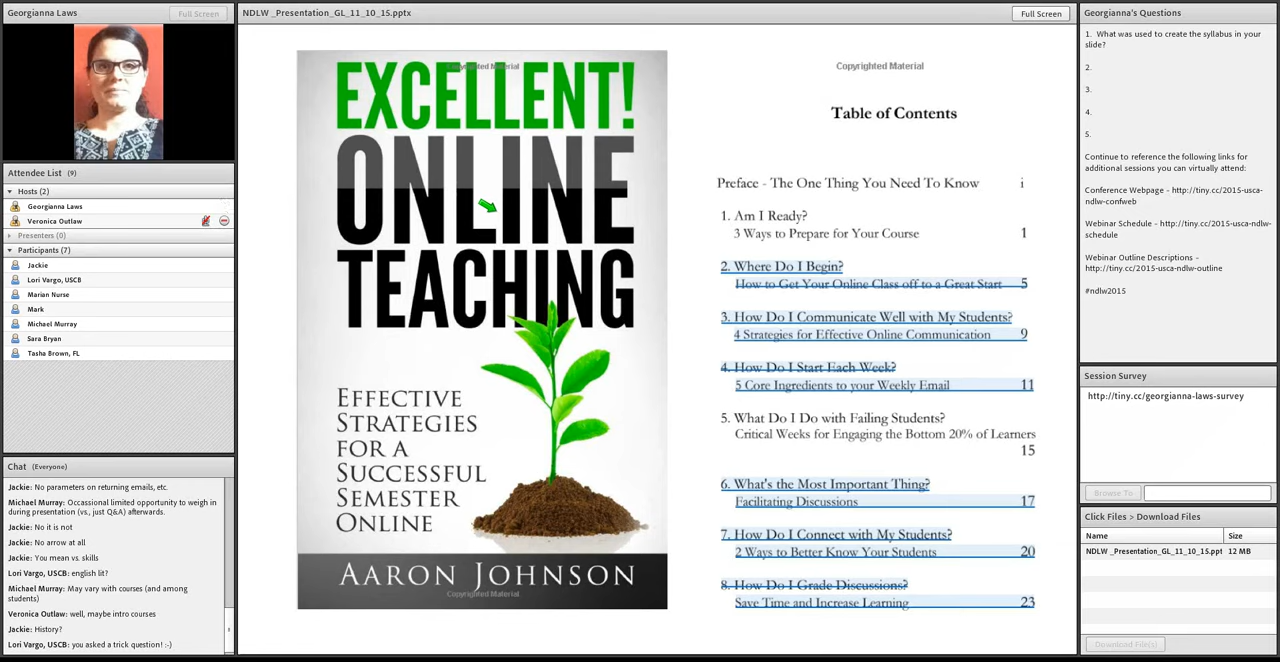 Georgianna Laws
Full Screen
Attendee List (9)
Hosts (2)
Georgianna Laws
Veronica Outlaw
Presenters (0)
Participants (7)
Jackie
Lori Vargo, USCB
Marian Nurse
Mark
Michael Murray
Sara Bryan
Tasha Brown, FL
Chat (Everyone)
Jackie: No parameters on returning emails, etc.
Michael Murray: Occassional limited opportunity to weigh in
during presentation (vs., just Q&A) afterwards.
Jackie: No it is not
Jackie: No arrow at all
Jackie: You mean vs. skills
Lori Vargo, USCB: english lit?
Michael Murray: May vary with courses (and among
students)
Veronica Outlaw: well, maybe intro courses
Jackie: History?
Lori Vargo, USCB: you asked a trick question! :-)
NDLW _Presentation_GL_11_10_15.pptx
Full Screen
Copyrighted Material
EXCELLENT!
ONLINE
TEACHING
EFFECTIVE
STRATEGIES
FOR A
SUCCESSFUL
SEMESTER
ONLINE
AARON JOHNSON
Copyrighted Material
Copyrighted Material
Table of Contents
Preface - The One Thing You Need To Know i
1. Am I Ready?
3 Ways to Prepare for Your Course 1
2. Where Do I Begin?
How to Get Your Online Class off to a Great Start 5
3. How Do I Communicate Well with My Students?
4 Strategies for Effective Online Communication 9
4. How Do I Start Each Week?
5 Core Ingredients to your Weekly Email 11
5. What Do I Do with Failing Students?
Critical Weeks for Engaging the Bottom 20% of Learners
15
6. What's the Most Important Thing?
Facilitating Discussions 17
7. How Do I Connect with My Students?
2 Ways to Better Know Your Students 20
8. How Do I Grade Discussions?
Save Time and Increase Learning 23
Georgianna's Questions
1. What was used to create the syllabus in your
slide?
2.
3.
4.
5.
Continue to reference the following links for
additional sessions you can virtually attend:
Conference Webpage - http://tiny.cc/2015-usca-
ndlw-confweb
Webinar Schedule - http://tiny.cc/2015-usca-ndlw-
schedule
Webinar Outline Descriptions -
http://tiny.cc/2015-usca-ndlw-outline
#ndlw2015
Session Survey
http://tiny.cc/georgianna-laws-survey
Browse To
Click Files > Download Files
Name Size
NDLW _Presentation_GL_11_10_15.ppt 12 MB
Download File(s)